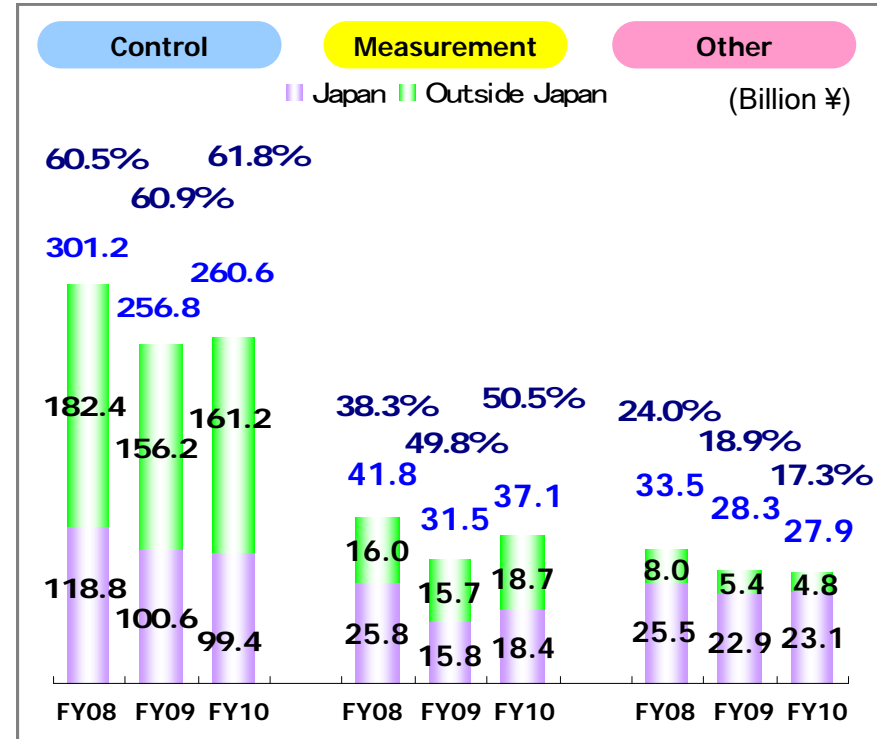 Control Measurement Other
Japan Outside Japan (Billion ¥)
60.5% 60.9% 61.8%
301.2 256.8 260.6
182.4 156.2 161.2
118.8 100.6 99.4
38.3% 49.8% 50.5%
41.8 31.5 37.1
16.0 15.7 18.7
25.8 15.8 18.4
24.0% 18.9% 17.3%
33.5 28.3 27.9
8.0 5.4 4.8
25.5 22.9 23.1
FY08 FY09 FY10 FY08 FY09 FY10 FY08 FY09 FY10